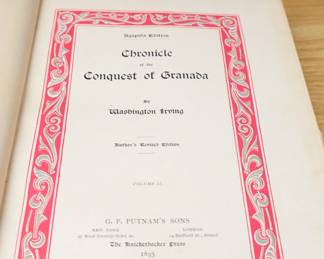 Agapida Edition
Chronicle
of the
Conquest of Granada
By
Washington Irving
Author's Revised Edition
VOLUME II.
G. P. PUTNAM'S SONS
NEW YORK LONDON
The Knickerbocker Press
1893